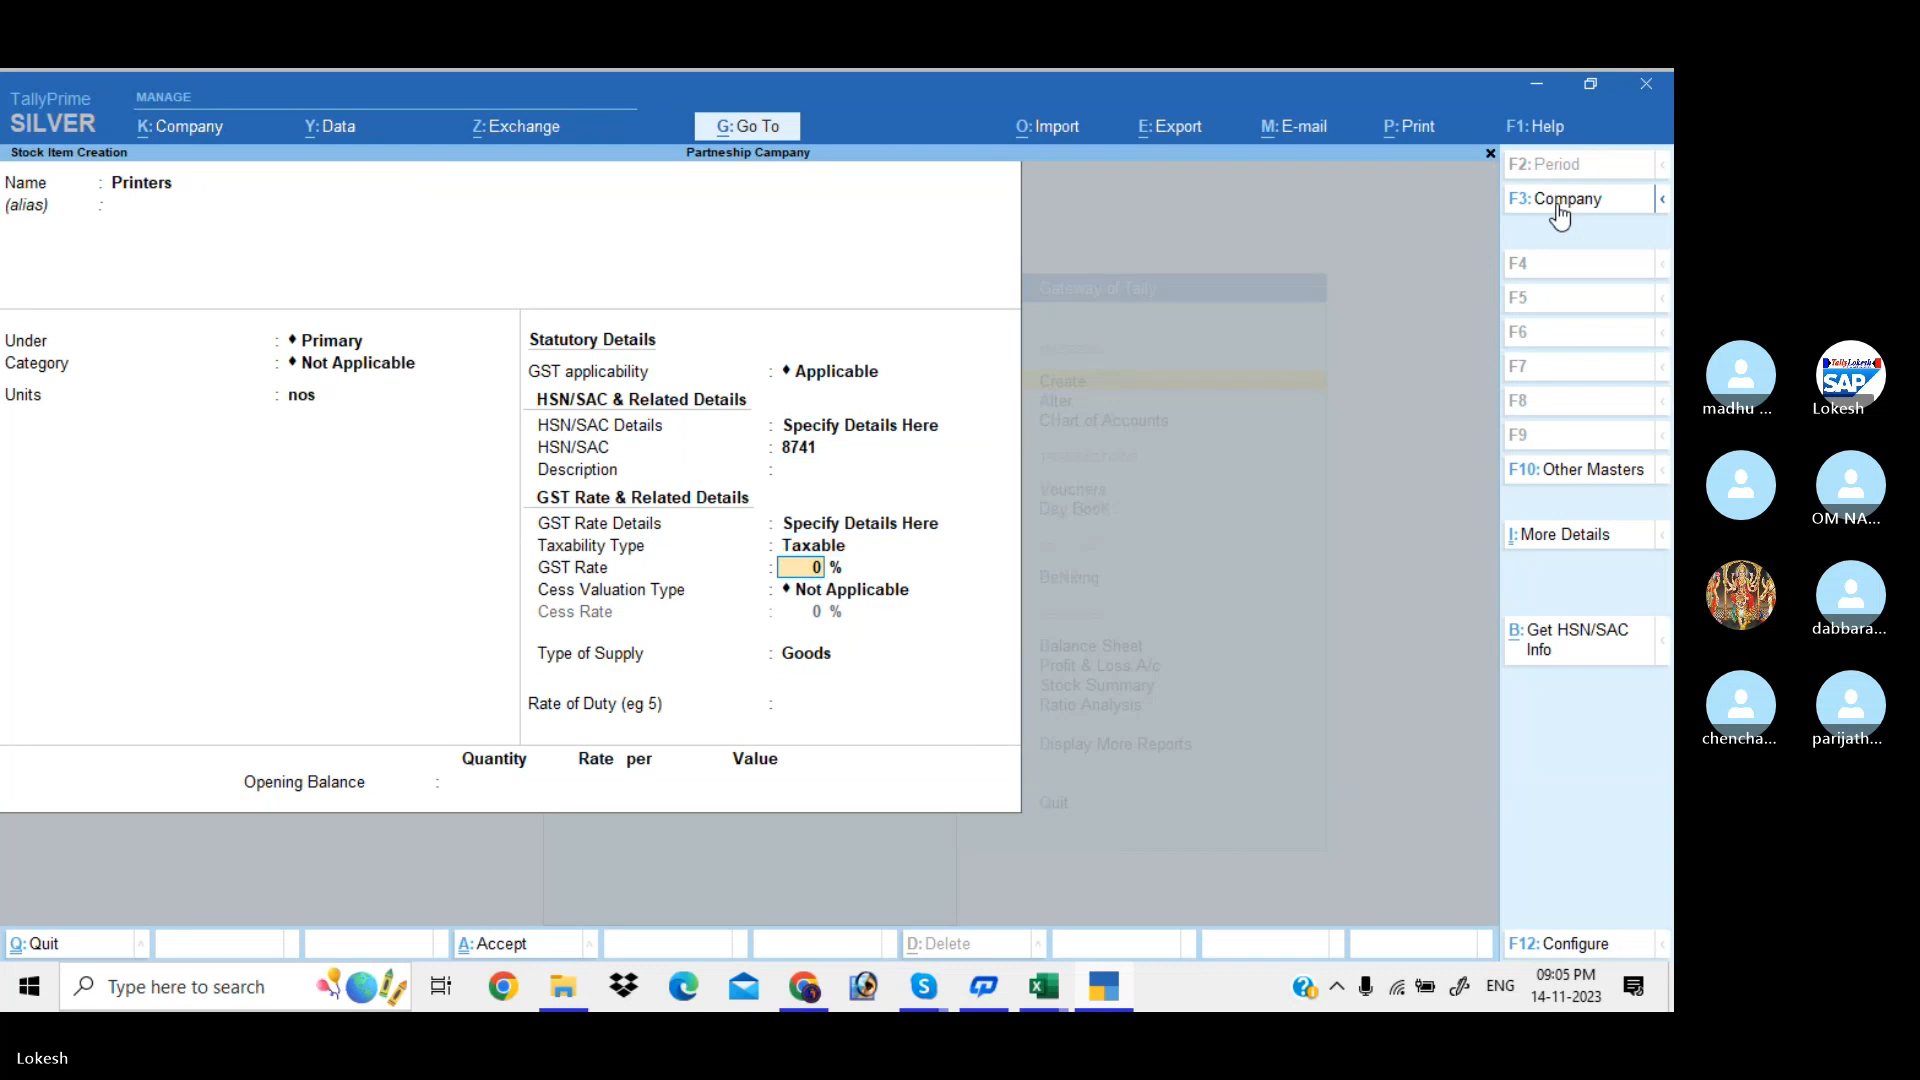 TallyPrime
SILVER
MANAGE
K: Company
Y: Data
Z: Exchange
G: Go To
O: Import
E: Export
M: E-mail
P: Print
F1: Help
Stock Item Creation
Partneship Campany
Name : Printers
(alias) :
Under : ♦ Primary
Category : ♦ Not Applicable
Units : nos
Statutory Details
GST applicability : ♦ Applicable
HSN/SAC & Related Details
HSN/SAC Details : Specify Details Here
HSN/SAC : 8741
Description :
GST Rate & Related Details
GST Rate Details : Specify Details Here
Taxability Type : Taxable
GST Rate : 0 %
Cess Valuation Type : ♦ Not Applicable
Cess Rate : 0 %
Type of Supply : Goods
Rate of Duty (eg 5) :
Quantity Rate per Value
Opening Balance :
Gateway of Tally
Create
Alter
CHart of Accounts
Vouchers
Day BooK
BaNking
Balance Sheet
Profit & Loss A/c
Stock Summary
Ratio Analysis
Display More Reports
Quit
F2: Period
F3: Company
F4
F5
F6
F7
F8
F9
F10: Other Masters
I: More Details
B: Get HSN/SAC
Info
F12: Configure
Q: Quit
A: Accept
D: Delete
Type here to search
ENG
09:05 PM
14-11-2023
madhu ...
TallyLokesh
SAP
Lokesh
OM NA...
dabbara...
chencha...
parijath...
Lokesh